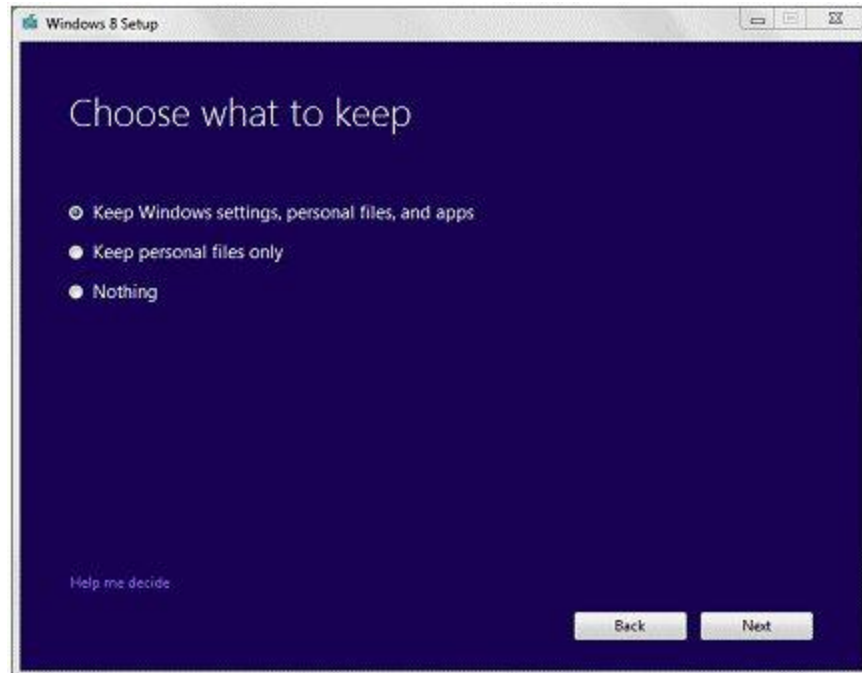 Windows 8 Setup
Choose what to keep
Keep Windows settings, personal files, and apps
Keep personal files only
Nothing
Help me decide
Back Next